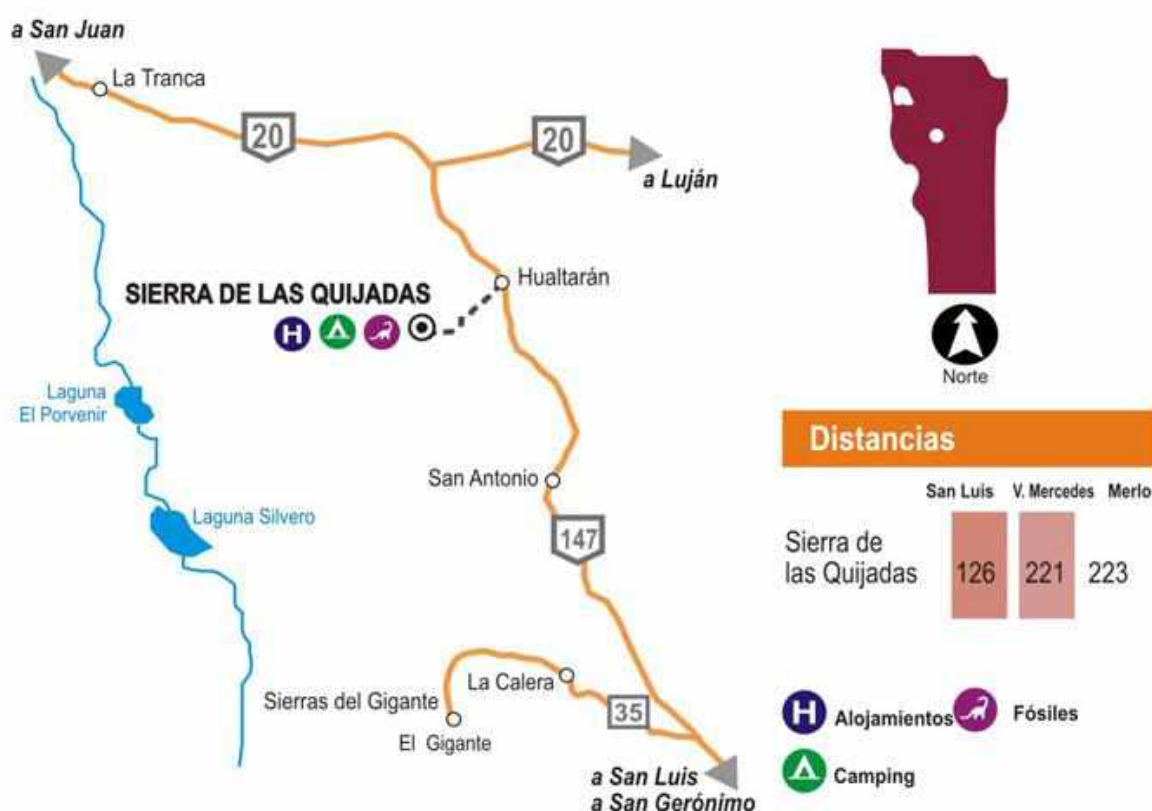 a San Juan
La Tranca
20
20
a Luján
Hualtarán
SIERRA DE LAS QUIJADAS
H
Norte
Laguna
El Porvenir
San Antonio
Laguna Silvero
147
Sierras del Gigante
La Calera
35
El Gigante
a San Luis
a San Gerónimo
Distancias
San Luis V. Mercedes Merlo
Sierra de
las Quijadas 126 221 223
H Alojamientos Fósiles
Camping